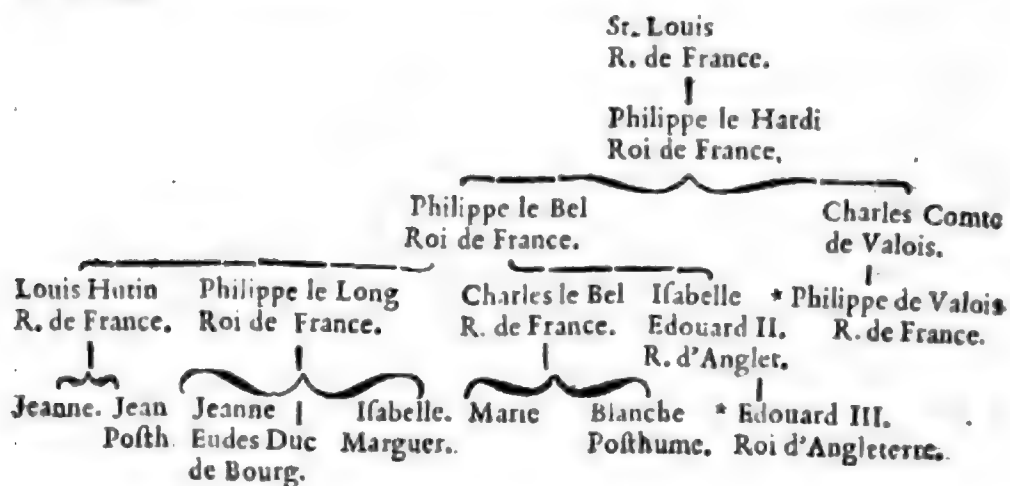 St. Louis
R. de France.
Philippe le Hardi
Roi de France.
Philippe le Bel
Roi de France.
Charles Comte
de Valois.
Louis Hutin
R. de France.
Philippe le Long
Roi de France.
Charles le Bel
R. de France.
Iſabelle
Edouard II.
R. d'Anglet.
* Philippe de Valois
R. de France.
Jeanne. Jean
Poſth
Jeanne
Eudes Duc
de Bourg.
Iſabelle.
Marguer.
Marie
Blanche
Poſthume.
* Edouard III.
Roi d'Angleterre.